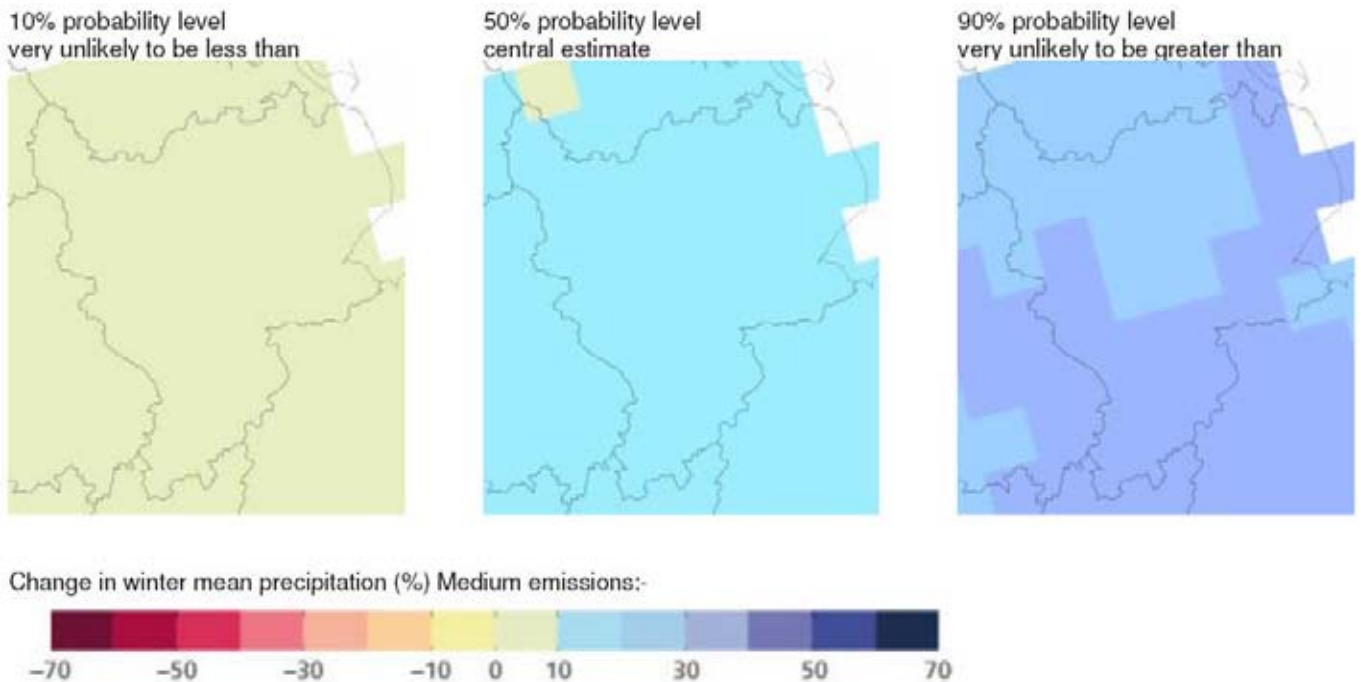 10% probability level
very unlikely to be less than
50% probability level
central estimate
90% probability level
very unlikely to be greater than
Change in winter mean precipitation (%) Medium emissions:-
–70 –50 –30 –10 0 10 30 50 70